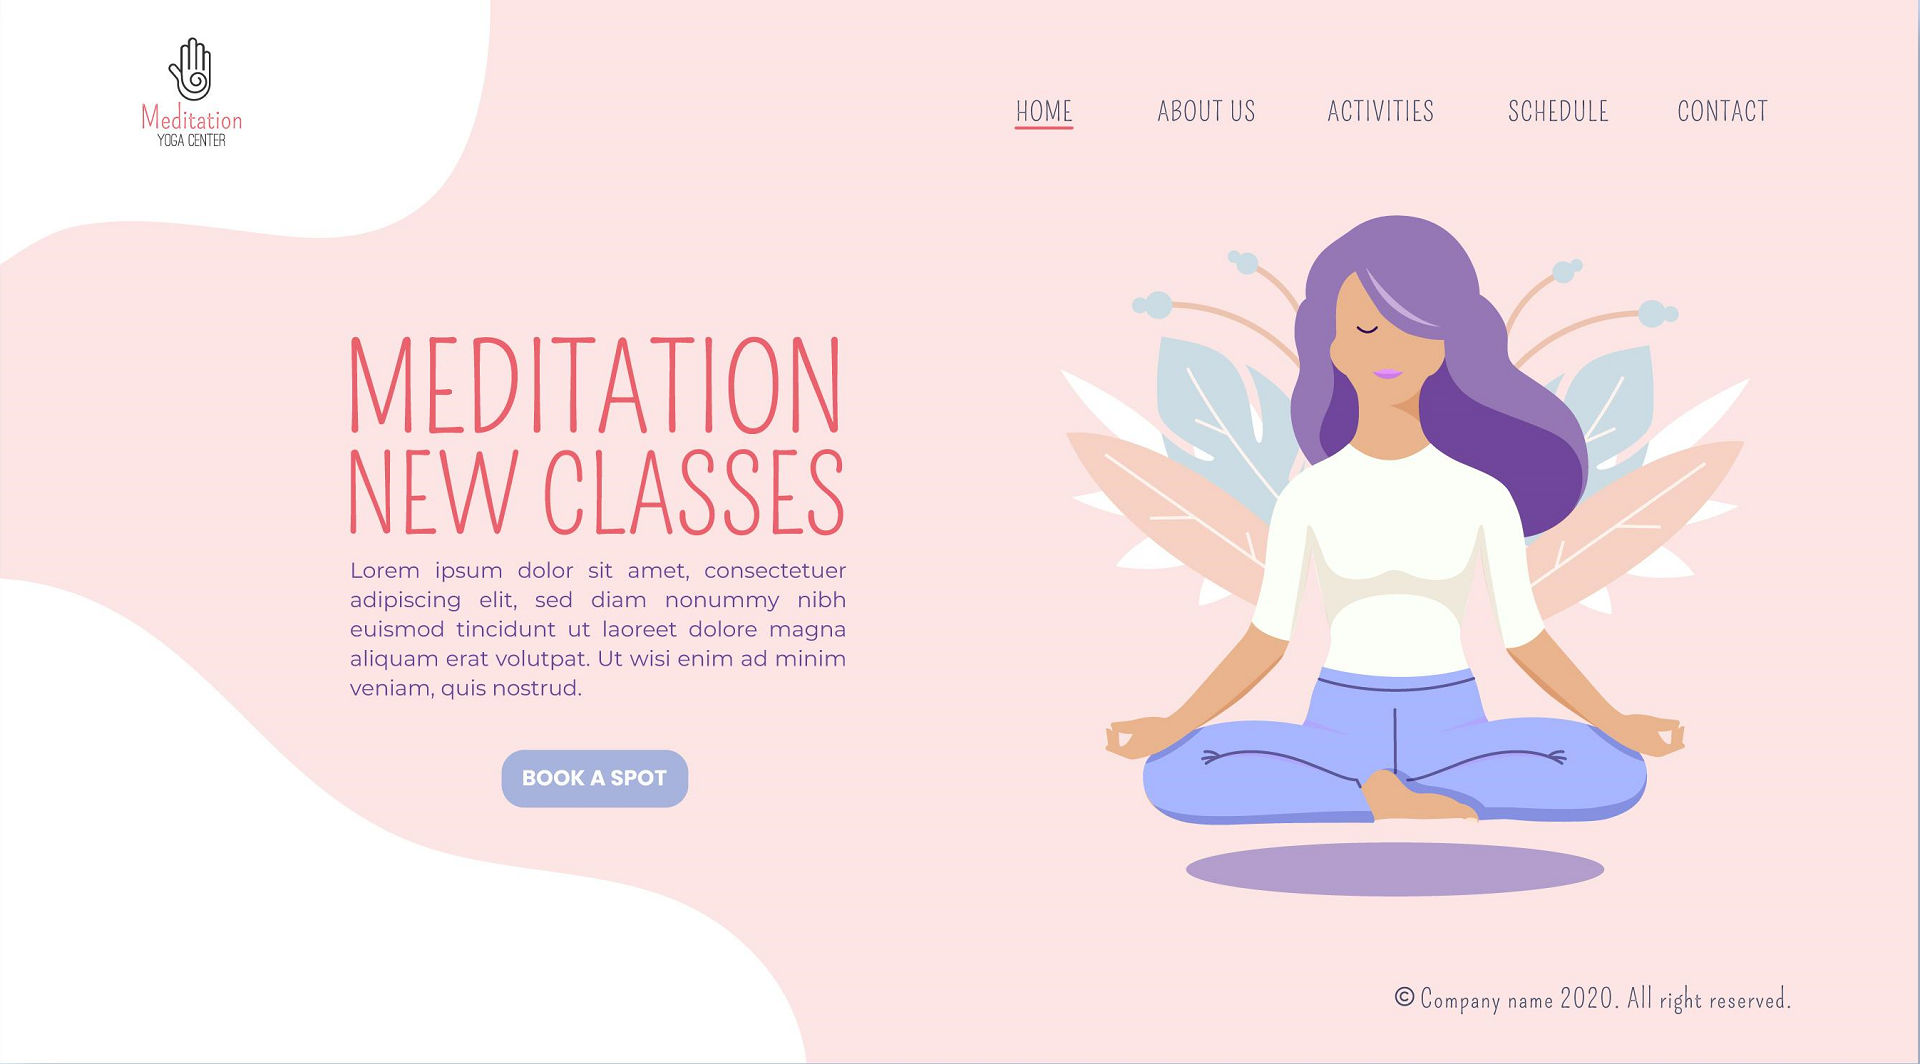 Meditation
YOGA CENTER
HOME ABOUT US ACTIVITIES SCHEDULE CONTACT
MEDITATION
NEW CLASSES
Lorem ipsum dolor sit amet, consectetuer
adipiscing elit, sed diam nonummy nibh
euismod tincidunt ut laoreet dolore magna
aliquam erat volutpat. Ut wisi enim ad minim
veniam, quis nostrud.
BOOK A SPOT
© Company name 2020. All right reserved.